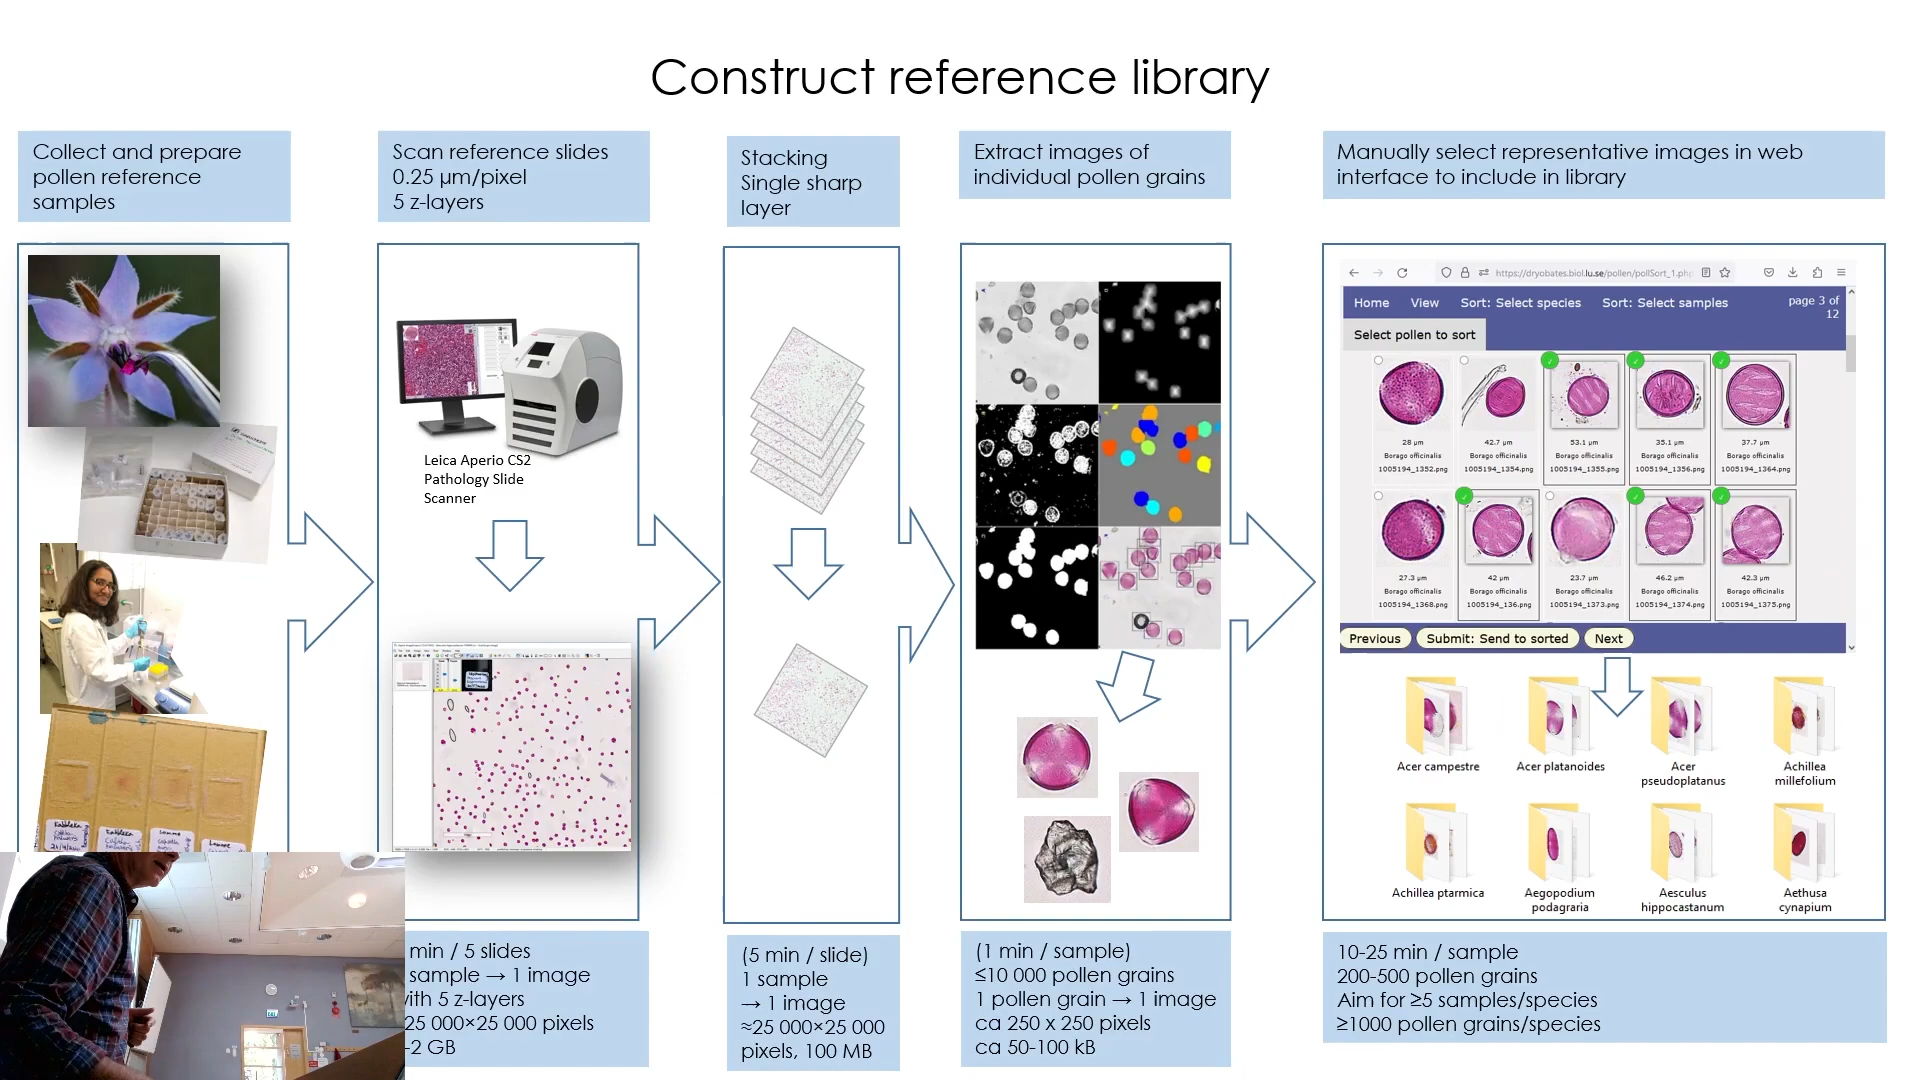 Construct reference library
Collect and prepare
pollen reference
samples
Scan reference slides
0.25 µm/pixel
5 z-layers
Stacking
Single sharp
layer
Extract images of
individual pollen grains
Manually select representative images in web
interface to include in library
Leica Aperio CS2
Pathology Slide
Scanner
https://dryobates.biol.lu.se/pollen/pollSort_1.php
Home View Sort: Select species Sort: Select samples page 3 of
12
Select pollen to sort
28 µm 42.7 µm 53.1 µm 35.1 µm 37.7 µm
Borago officinalis Borago officinalis Borago officinalis Borago officinalis Borago officinalis
1005194_1352.png 1005194_1354.png 1005194_1355.png 1005194_1356.png 1005194_1364.png
27.3 µm 42 µm 23.7 µm 46.2 µm 42.3 µm
Borago officinalis Borago officinalis Borago officinalis Borago officinalis Borago officinalis
1005194_1368.png 1005194_136.png 1005194_1373.png 1005194_1374.png 1005194_1375.png
Previous Submit: Send to sorted Next
Acer campestre
Acer platanoides
Acer
pseudoplatanus
Achillea
millefolium
Achillea ptarmica
Aegopodium
podagraria
Aesculus
hippocastanum
Aethusa
cynapium
min / 5 slides
sample → 1 image
with 5 z-layers
25 000×25 000 pixels
-2 GB
(5 min / slide)
1 sample
→ 1 image
≈25 000×25 000
pixels, 100 MB
(1 min / sample)
≤10 000 pollen grains
1 pollen grain → 1 image
ca 250 x 250 pixels
ca 50-100 kB
10-25 min / sample
200-500 pollen grains
Aim for ≥5 samples/species
≥1000 pollen grains/species